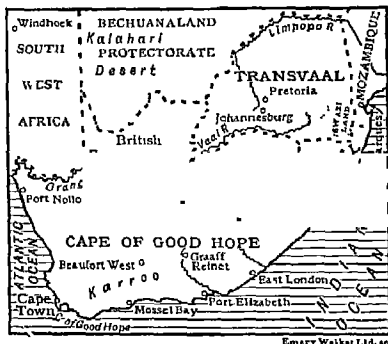 Windhoek
BECHUANALAND
Kalahari
SOUTH
PROTECTORATE
Desert
Limpopo R
MOZAMBIQUE
WEST
TRANSVAAL
Pretoria
AFRICA
Johannesburg
British
Vaal R
LAND
Port Nollo
ATLANTIC
OCEAN
CAPE OF GOOD HOPE
Beaufort West
Graaff
Reinet
Karroo
East London
Cape
Town
Port Elizabeth
C. of Good Hope
Mossel Bay
INDIAN
OCEAN
Emery Walker Ltd.